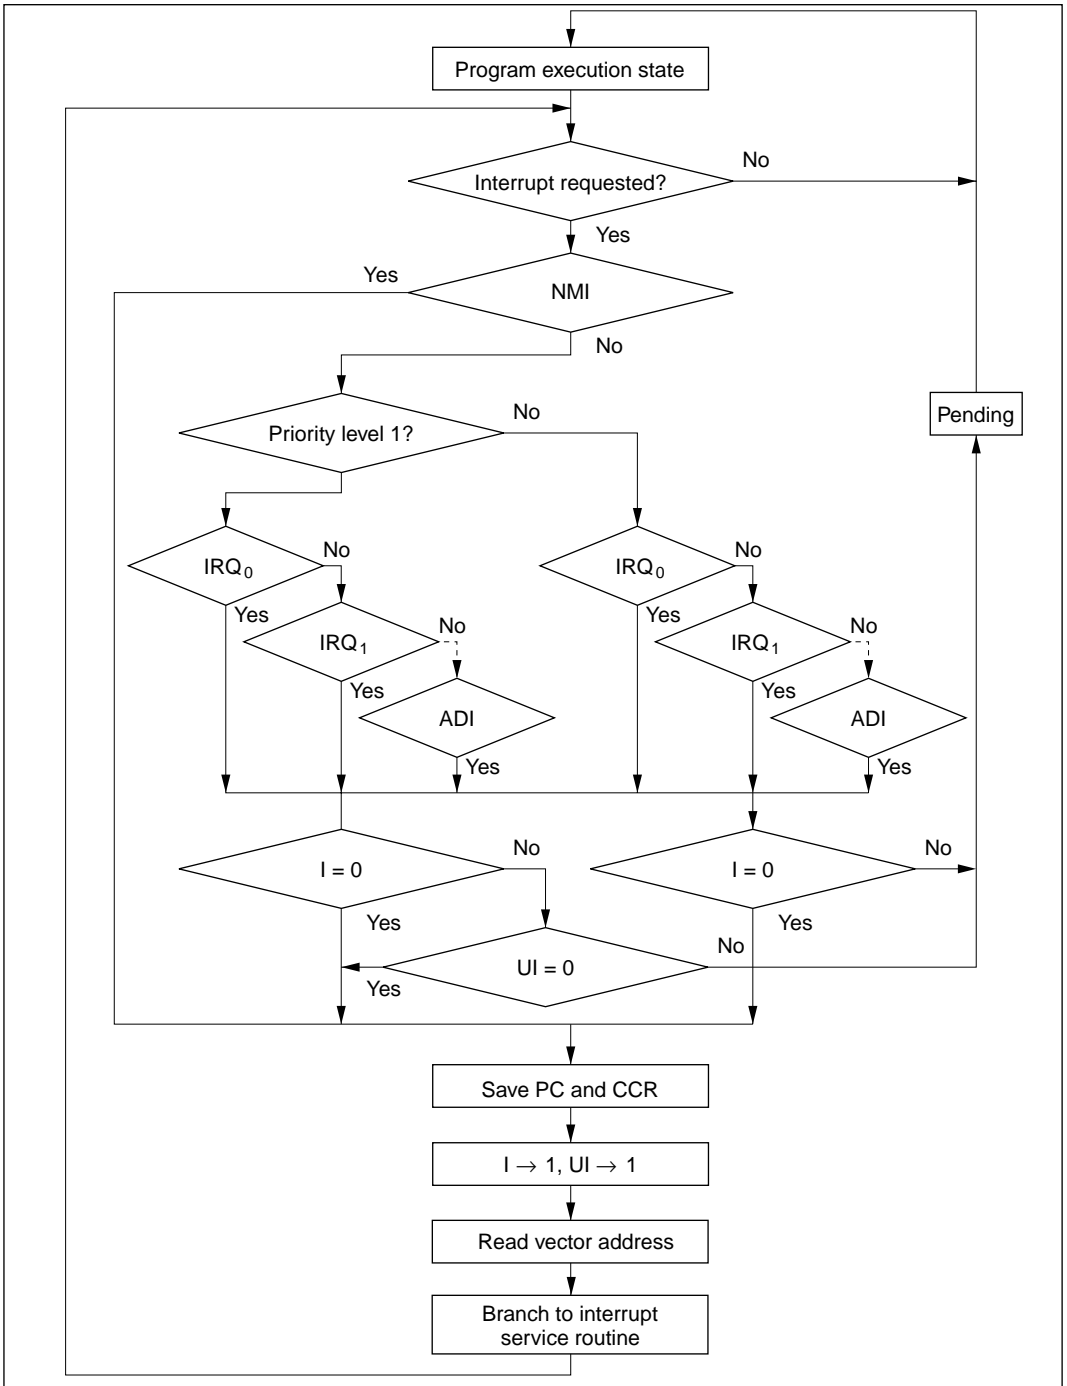 Program execution state
No
Interrupt requested?
Yes
Yes
NMI
No
Pending
No
Priority level 1?
No
No
IRQ0
IRQ0
Yes
No
Yes
No
IRQ1
IRQ1
Yes
Yes
ADI
ADI
Yes
Yes
No
No
I = 0
I = 0
Yes
Yes
No
UI = 0
Yes
Save PC and CCR
I → 1, UI → 1
Read vector address
Branch to interrupt
service routine